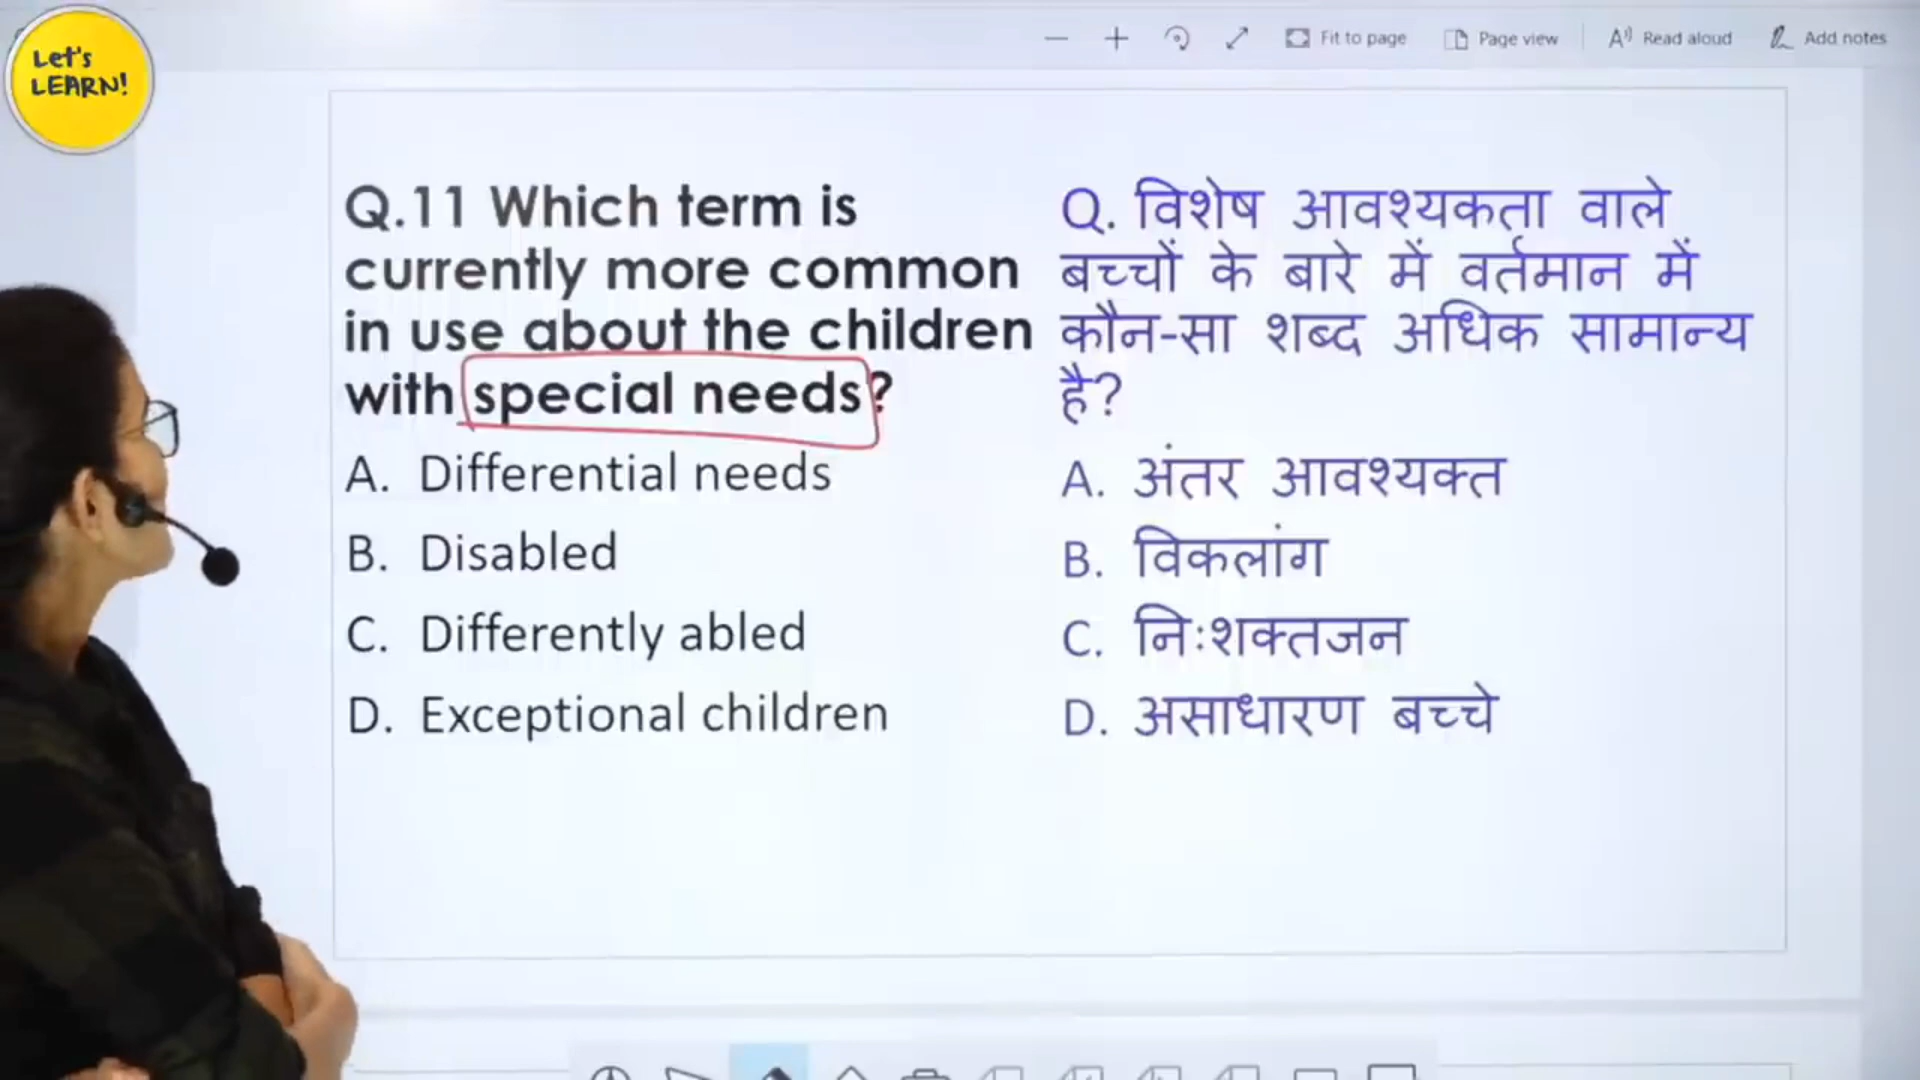 Let's
LEARN!
Fit to page
Page view
Read aloud
Add notes
Q.11 Which term is
currently more common
in use about the children
with special needs?
A. Differential needs
B. Disabled
C. Differently abled
D. Exceptional children
Q. विशेष आवश्यकता वाले
बच्चों के बारे में वर्तमान में
कौन-सा शब्द अधिक सामान्य
है?
A. अंतर आवश्यक्त
B. विकलांग
C. निःशक्तजन
D. असाधारण बच्चे